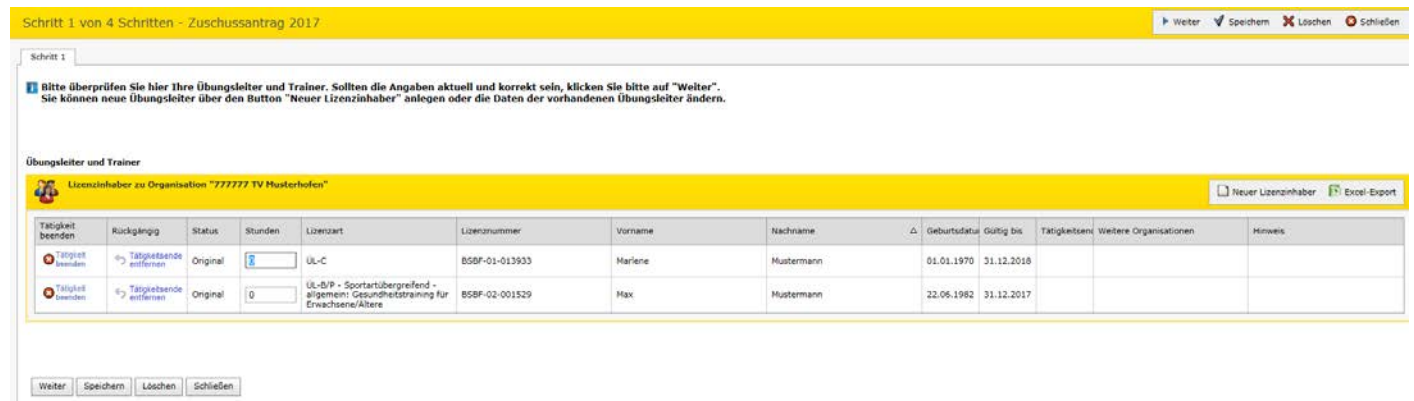 Schritt 1 von 4 Schritten - Zuschussantrag 2017
Weiter Speichern Löschen Schließen
Schritt 1
Bitte überprüfen Sie hier Ihre Übungsleiter und Trainer. Sollten die Angaben aktuell und korrekt sein, klicken Sie bitte auf "Weiter".
Sie können neue Übungsleiter über den Button "Neuer Lizenzinhaber" anlegen oder die Daten der vorhandenen Übungsleiter ändern.
Übungsleiter und Trainer
Lizenzinhaber zu Organisation "777777 TV Musterhofen"
Neuer Lizenzinhaber Excel-Export
Tätigkeit beenden Rückgängig Status Stunden Lizenzart Lizenznummer Vorname Nachname Geburtsdatu Gültig bis Tätigkeitsend Weitere Organisationen Hinweis
Tätigkeit beenden Tätigkeitsende entfernen Original 0 ÜL-C BSBF-01-013933 Marlene Mustermann 01.01.1970 31.12.2018
Tätigkeit beenden Tätigkeitsende entfernen Original 0 ÜL-B/P - Sportartübergreifend - allgemein: Gesundheitstraining für Erwachsene/Ältere BSBF-02-001529 Max Mustermann 22.06.1982 31.12.2017
Weiter Speichern Löschen Schließen